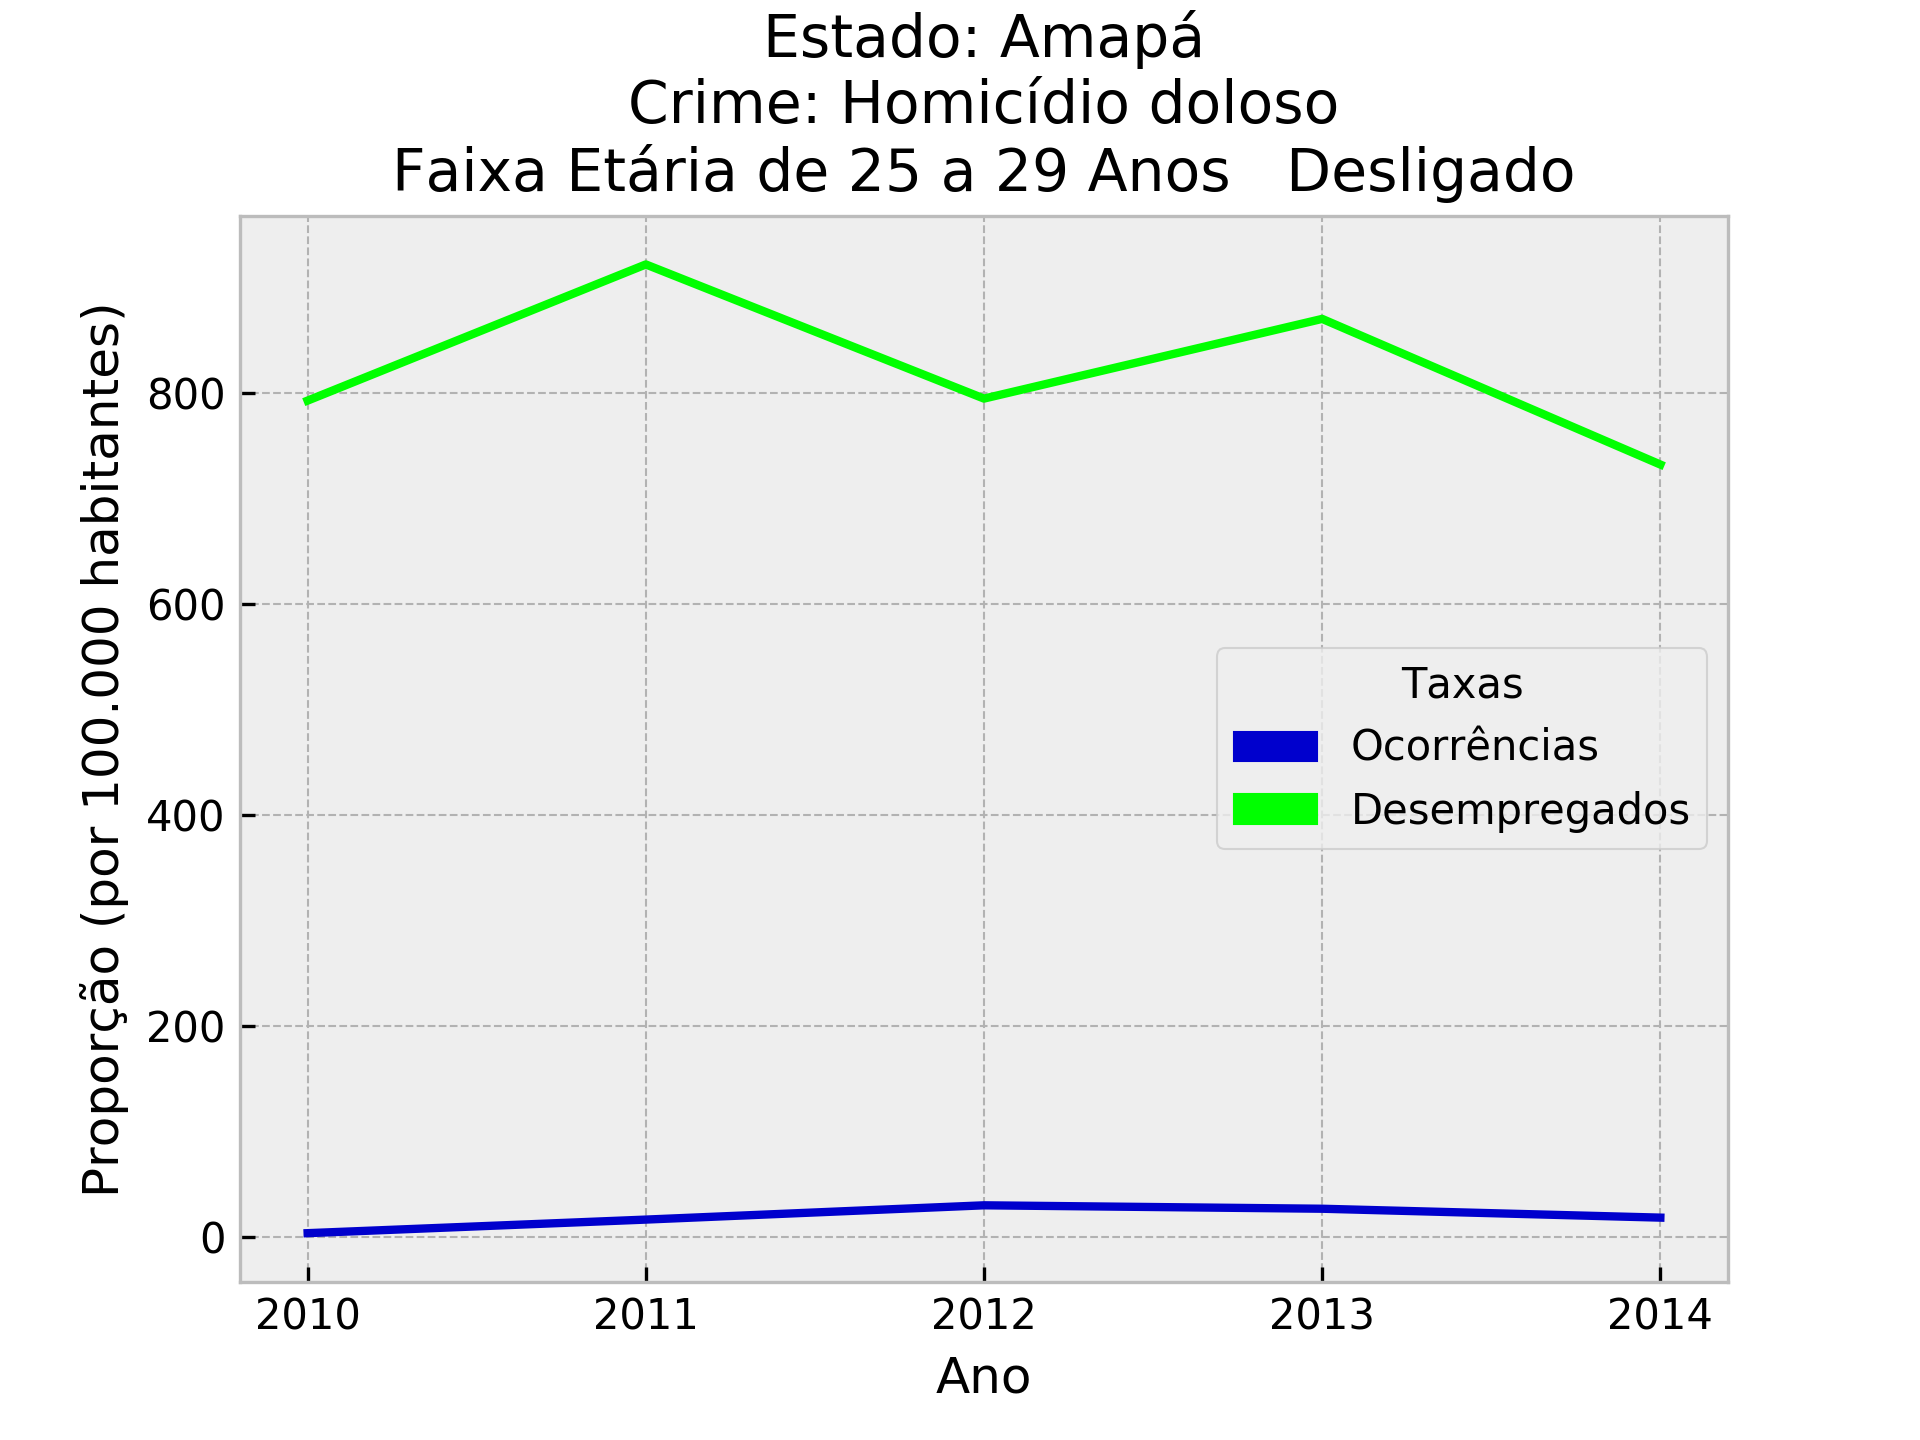 Estado: Amapá
Crime: Homicídio doloso
Faixa Etária de 25 a 29 Anos   Desligado
Proporção (por 100.000 habitantes)
800
600
400
200
0
Taxas
Ocorrências
Desempregados
2010 2011 2012 2013 2014
Ano